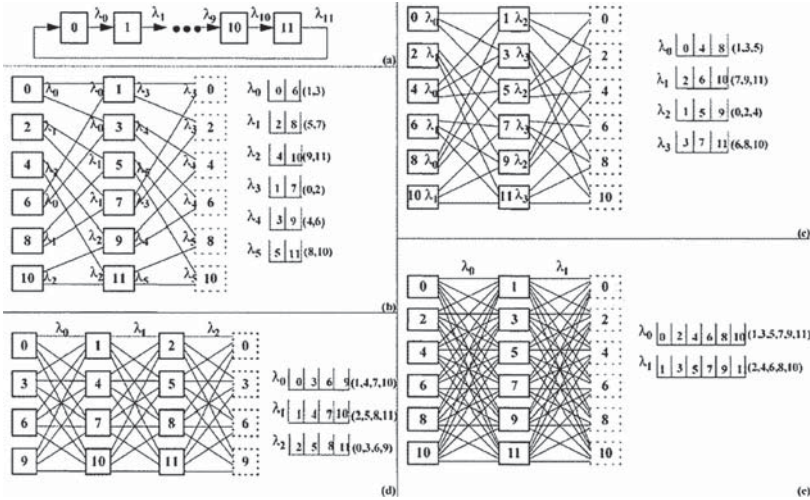 λ0 λ1 λ9 λ10 λ11
0 1 10 11
(a)
0 λ0 λ0 1 λ3 λ3 0
2 λ1 λ0 3 λ4 λ3 2
4 λ2 λ1 5 λ5 λ4 4
6 λ0 λ1 7 λ3 λ4 6
8 λ1 λ2 9 λ4 λ5 8
10 λ2 λ2 11 λ5 λ5 10
λ0 0 6 (1,3)
λ1 2 8 (5,7)
λ2 4 10 (9,11)
λ3 1 7 (0,2)
λ4 3 9 (4,6)
λ5 5 11 (8,10)
(b)
0 λ0 1 λ2 0
2 λ1 3 λ3 2
4 λ0 5 λ2 4
6 λ1 7 λ3 6
8 λ0 9 λ2 8
10 λ1 11 λ3 10
λ0 0 4 8 (1,3,5)
λ1 2 6 10 (7,9,11)
λ2 1 5 9 (0,2,4)
λ3 3 7 11 (6,8,10)
(c)
λ0 λ1 λ2
0 1 2 0
3 4 5 3
6 7 8 6
9 10 11 9
λ0 0 3 6 9 (1,4,7,10)
λ1 1 4 7 10 (2,5,8,11)
λ2 2 5 8 11 (0,3,6,9)
(d)
λ0 λ1
0 1 0
2 3 2
4 5 4
6 7 6
8 9 8
10 11 10
λ0 0 2 4 6 8 10 (1,3,5,7,9,11)
λ1 1 3 5 7 9 1 (2,4,6,8,10)
(e)